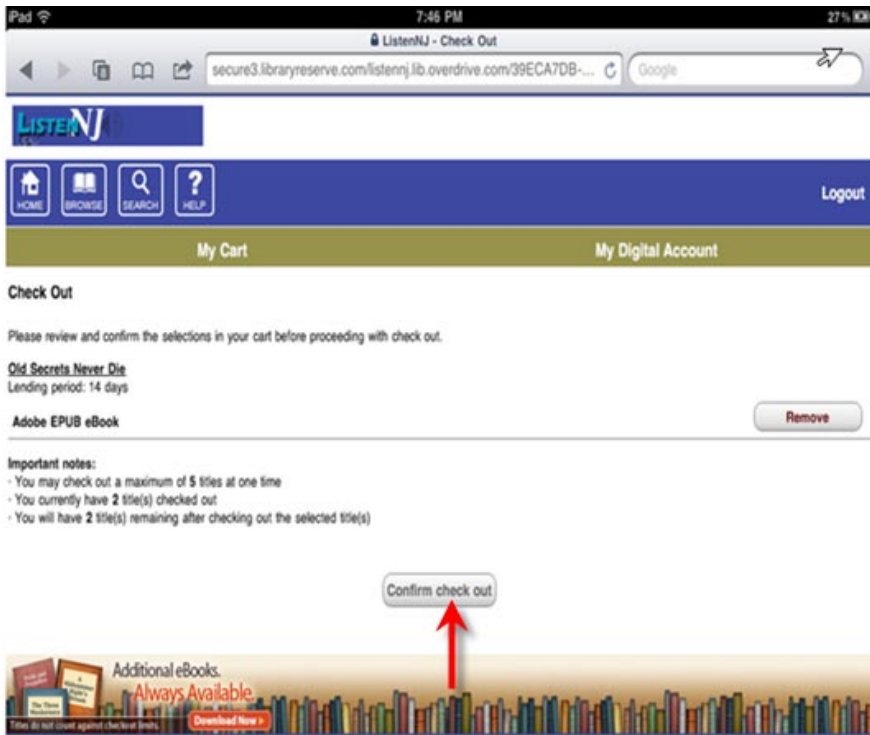 iPad 7:46 PM 27%
ListenNJ - Check Out
secure3.libraryreserve.com/listennj.lib.overdrive.com/39ECA7DB-... Google
LISTENNJ
HOME BROWSE SEARCH ? HELP
Logout
My Cart My Digital Account
Check Out
Please review and confirm the selections in your cart before proceeding with check out.
Old Secrets Never Die
Lending period: 14 days
Adobe EPUB eBook Remove
Important notes:
· You may check out a maximum of 5 titles at one time
· You currently have 2 title(s) checked out
· You will have 2 title(s) remaining after checking out the selected title(s)
Confirm check out
Additional eBooks.
Always Available.
Titles do not count against checkout limits. Download Now >